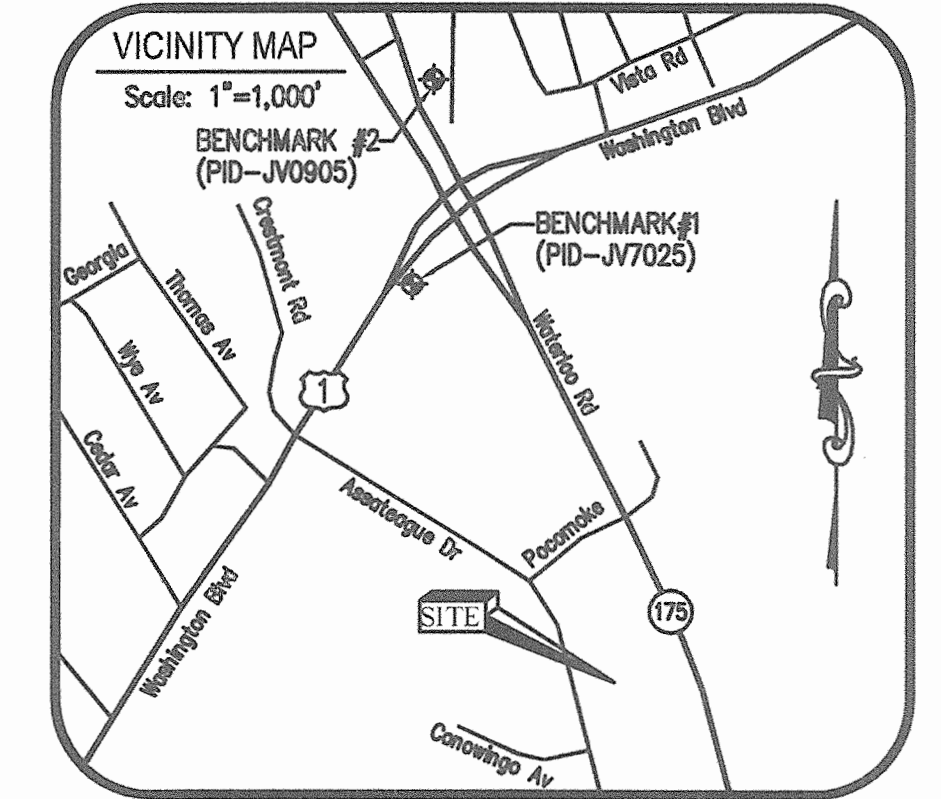 VICINITY MAP
Scale: 1"=1,000'
BENCHMARK #2
(PID-JV0905)
Vista Rd
Washington Blvd
BENCHMARK#1
(PID-JV7025)
Crestmont Rd
Georgia
Thomas Av
Wye Av
Cedar Av
1
Waterloo Rd
Assateague Dr
Pocomoke
SITE
175
Washington Blvd
Conowingo Av